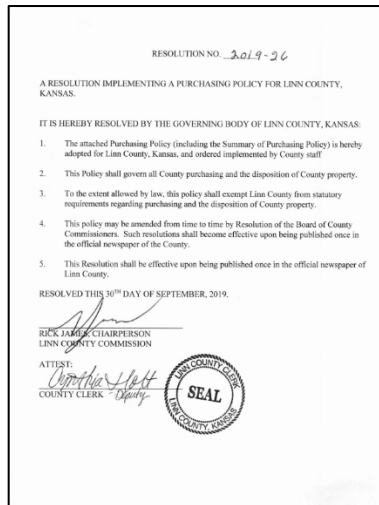 RESOLUTION NO. 2019-26
A RESOLUTION IMPLEMENTING A PURCHASING POLICY FOR LINN COUNTY,
KANSAS.
IT IS HEREBY RESOLVED BY THE GOVERNING BODY OF LINN COUNTY, KANSAS:
1. The attached Purchasing Policy (including the Summary of Purchasing Policy) is hereby
adopted for Linn County, Kansas, and ordered implemented by County staff
2. This Policy shall govern all County purchasing and the disposition of County property.
3. To the extent allowed by law, this policy shall exempt Linn County from statutory
requirements regarding purchasing and the disposition of County property.
4. This policy may be amended from time to time by Resolution of the Board of County
Commissioners. Such resolutions shall become effective upon being published once in
the official newspaper of the County.
5. This Resolution shall be effective upon being published once in the official newspaper of
Linn County.
RESOLVED THIS 30TH DAY OF SEPTEMBER, 2019.
RICK JAMES, CHAIRPERSON
LINN COUNTY COMMISSION
ATTEST:
Cynthia Holt
COUNTY CLERK - Deputy
LINN COUNTY CLERK
SEAL
LINN COUNTY, KANSAS